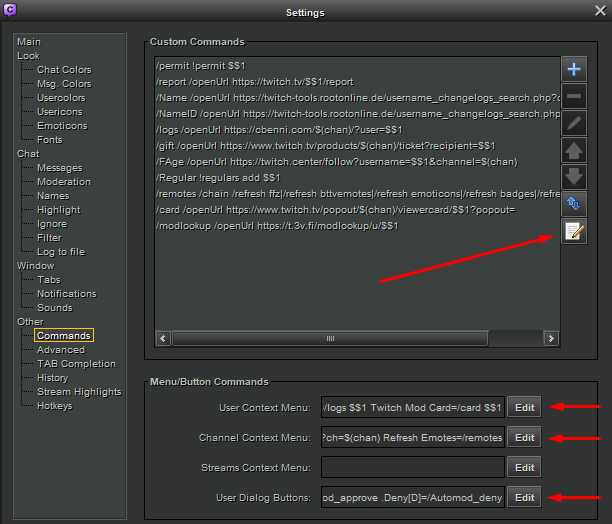 Settings
Main
Look
Chat Colors
Msg. Colors
Usercolors
Usericons
Emoticons
Fonts
Chat
Messages
Moderation
Names
Highlight
Ignore
Filter
Log to file
Window
Tabs
Notifications
Sounds
Other
Commands
Advanced
TAB Completion
History
Stream Highlights
Hotkeys
Custom Commands
/permit !permit $$1
/report /openUrl https://twitch.tv/$$1/report
/Name /openUrl https://twitch-tools.rootonline.de/username_changelogs_search.php?c
/NameID /openUrl https://twitch-tools.rootonline.de/username_changelogs_search.php
/logs /openUrl https://cbenni.com/$(chan)/?user=$$1
/gift /openUrl https://www.twitch.tv/products/$(chan)/ticket?recipient=$$1
/FAge /openUrl https://twitch.center/follow?username=$$1&channel=$(chan)
/Regular !regulars add $$1
/remotes /chain /refresh ffz|/refresh bttvemotes|/refresh emoticons|/refresh badges|/refre
/card /openUrl https://www.twitch.tv/popout/$(chan)/viewercard/$$1?popout=
/modlookup /openUrl https://t.3v.fi/modlookup/u/$$1
Menu/Button Commands
User Context Menu: /logs $$1 Twitch Mod Card=/card $$1 Edit
Channel Context Menu: ?ch=$(chan) Refresh Emotes=/remotes Edit
Streams Context Menu: Edit
User Dialog Buttons: od_approve .Deny[D]=/Automod_deny Edit